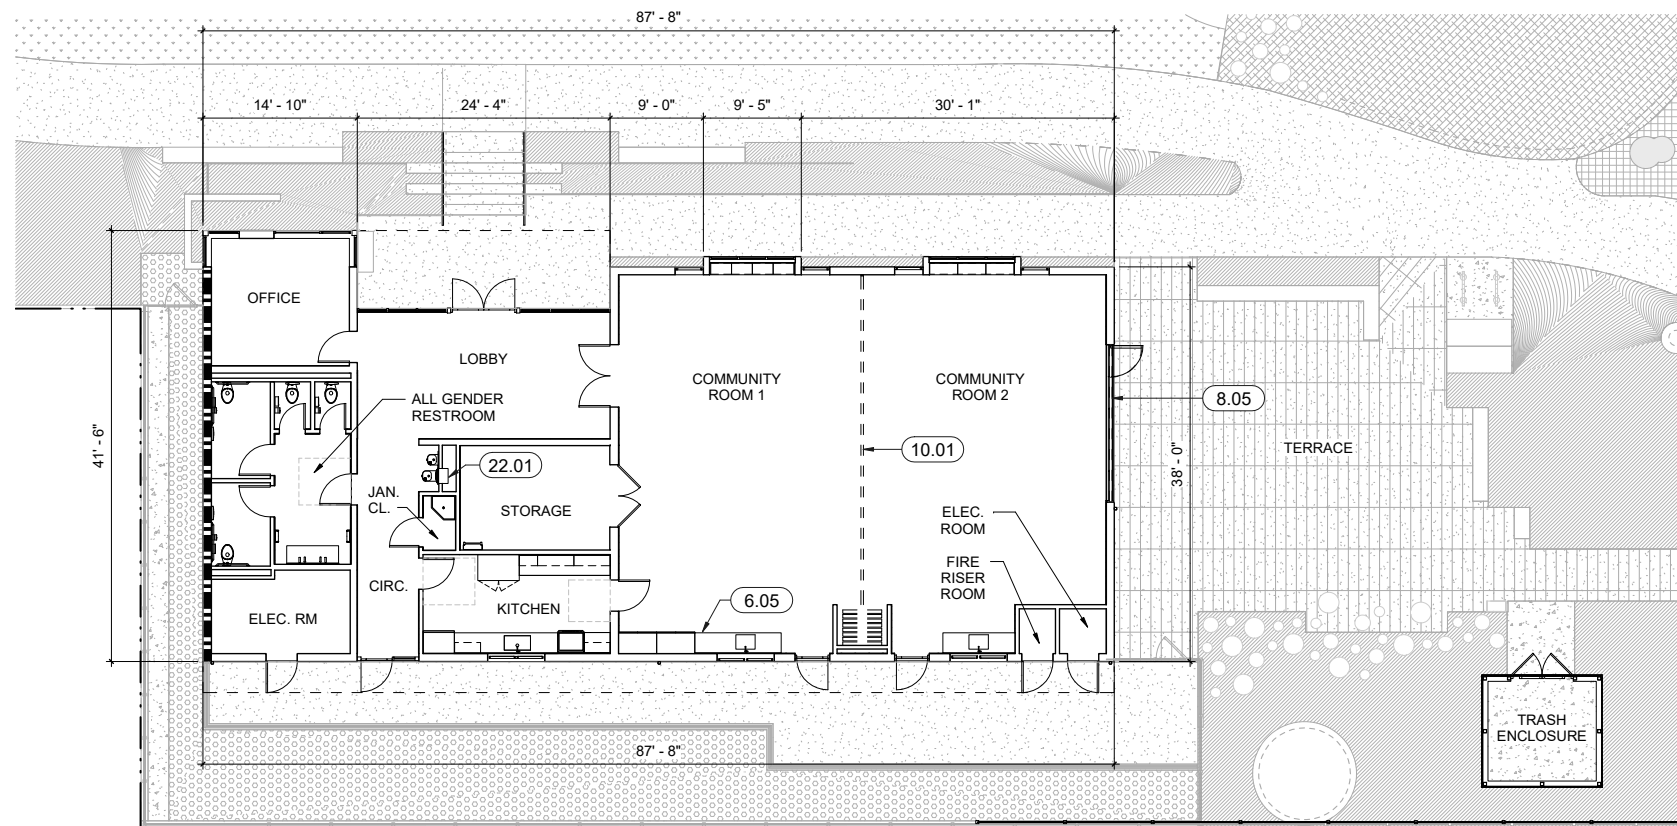 87' - 8"
14' - 10"
24' - 4"
9' - 0"
9' - 5"
30' - 1"
OFFICE
LOBBY
COMMUNITY
ROOM 1
COMMUNITY
ROOM 2
ALL GENDER
RESTROOM
8.05
41' - 6"
10.01
TERRACE
22.01
38' - 0"
JAN.
CL.
STORAGE
ELEC.
ROOM
FIRE
RISER
ROOM
CIRC.
KITCHEN
6.05
ELEC. RM
TRASH
ENCLOSURE
87' - 8"